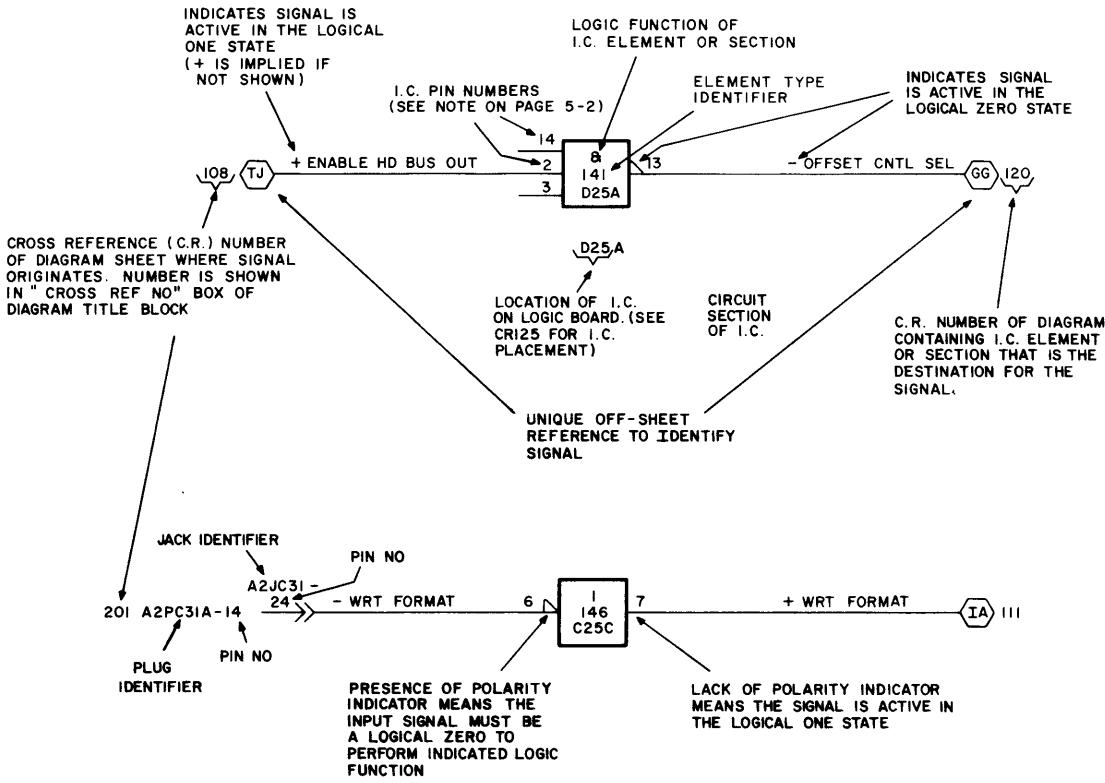 INDICATES SIGNAL IS
ACTIVE IN THE LOGICAL
ONE STATE
(+ IS IMPLIED IF
NOT SHOWN)
LOGIC FUNCTION OF
I.C. ELEMENT OR SECTION
I.C. PIN NUMBERS
(SEE NOTE ON PAGE 5-2)
ELEMENT TYPE
IDENTIFIER
INDICATES SIGNAL
IS ACTIVE IN THE
LOGICAL ZERO STATE
108 TJ + ENABLE HD BUS OUT
14
2
3
&
141
D25A
13
- OFFSET CNTL SEL GG 120
CROSS REFERENCE (C.R.) NUMBER
OF DIAGRAM SHEET WHERE SIGNAL
ORIGINATES. NUMBER IS SHOWN
IN " CROSS REF NO" BOX OF
DIAGRAM TITLE BLOCK
D25A
LOCATION OF I.C.
ON LOGIC BOARD.(SEE
CR125 FOR I.C.
PLACEMENT)
CIRCUIT
SECTION
OF I.C.
C.R. NUMBER OF DIAGRAM
CONTAINING I.C. ELEMENT
OR SECTION THAT IS THE
DESTINATION FOR THE
SIGNAL.
UNIQUE OFF-SHEET
REFERENCE TO IDENTIFY
SIGNAL
JACK IDENTIFIER
PIN NO
A2JC31-
24
201 A2PC31A-14
- WRT FORMAT
6
1
146
C25C
7
+ WRT FORMAT
IA 111
PLUG
IDENTIFIER
PIN NO
PRESENCE OF POLARITY
INDICATOR MEANS THE
INPUT SIGNAL MUST BE
A LOGICAL ZERO TO
PERFORM INDICATED LOGIC
FUNCTION
LACK OF POLARITY INDICATOR
MEANS THE SIGNAL IS ACTIVE IN
THE LOGICAL ONE STATE